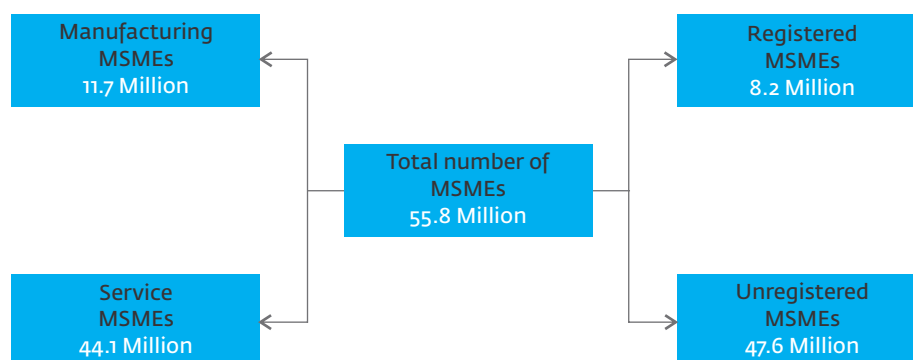 Manufacturing
MSMEs
11.7 Million
Registered
MSMEs
8.2 Million
Total number of
MSMEs
55.8 Million
Service
MSMEs
44.1 Million
Unregistered
MSMEs
47.6 Million